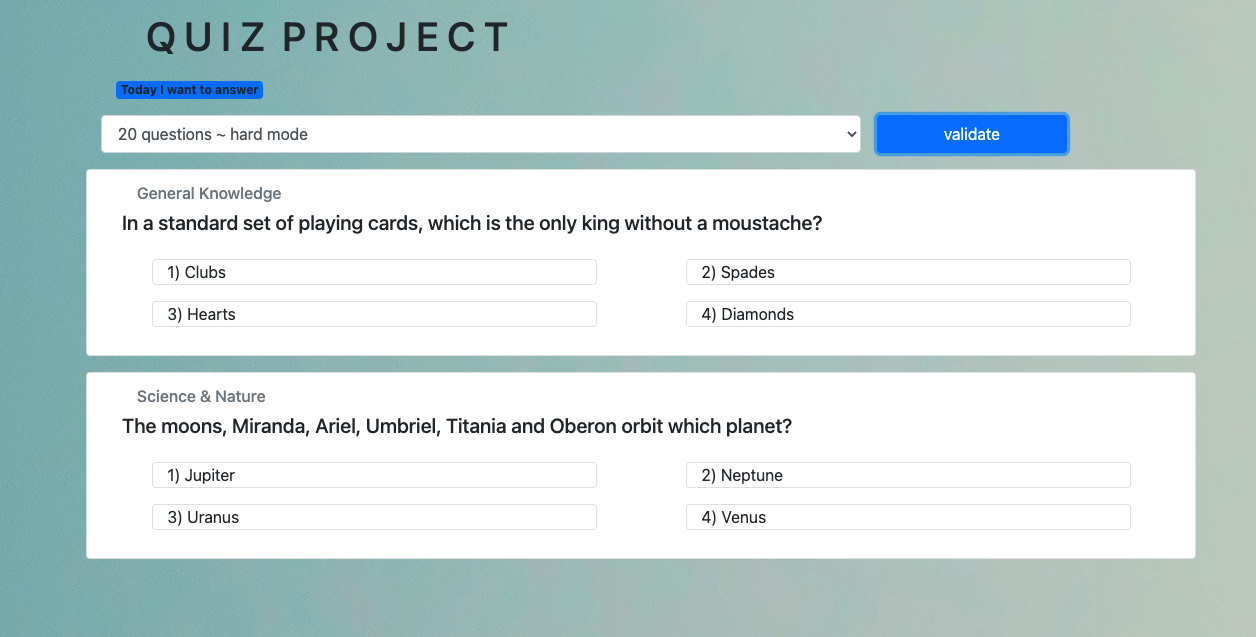 QUIZ PROJECT
Today I want to answer
20 questions ~ hard mode
validate
General Knowledge
In a standard set of playing cards, which is the only king without a moustache?
1) Clubs
2) Spades
3) Hearts
4) Diamonds
Science & Nature
The moons, Miranda, Ariel, Umbriel, Titania and Oberon orbit which planet?
1) Jupiter
2) Neptune
3) Uranus
4) Venus